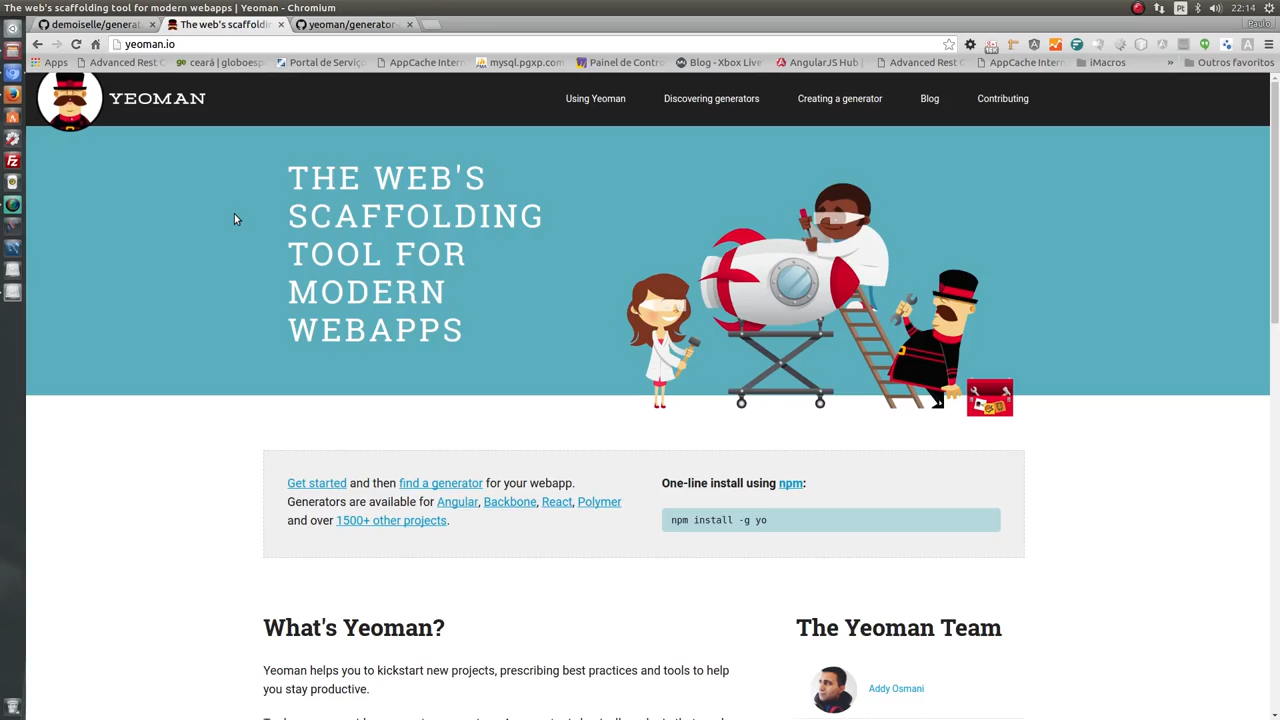 The web's scaffolding tool for modern webapps | Yeoman - Chromium
Pt
22:14
demoiselle/generat
The web's scaffoldin
yeoman/generator-
Paulo
yeoman.io
Apps
Advanced Rest C
ceará | globoesp
Portal de Serviç
AppCache Intern
mysql.pgxp.com
Painel de Contro
Blog - Xbox Live'
AngularJS Hub |
Advanced Rest C
AppCache Intern
iMacros
»
Outros favoritos
YEOMAN
Using Yeoman
Discovering generators
Creating a generator
Blog
Contributing
THE WEB'S
SCAFFOLDING
TOOL FOR
MODERN
WEBAPPS
Get started and then find a generator for your webapp.
Generators are available for Angular, Backbone, React, Polymer
and over 1500+ other projects.
One-line install using npm:
npm install -g yo
What's Yeoman?
Yeoman helps you to kickstart new projects, prescribing best practices and tools to help
you stay productive.
The Yeoman Team
Addy Osmani